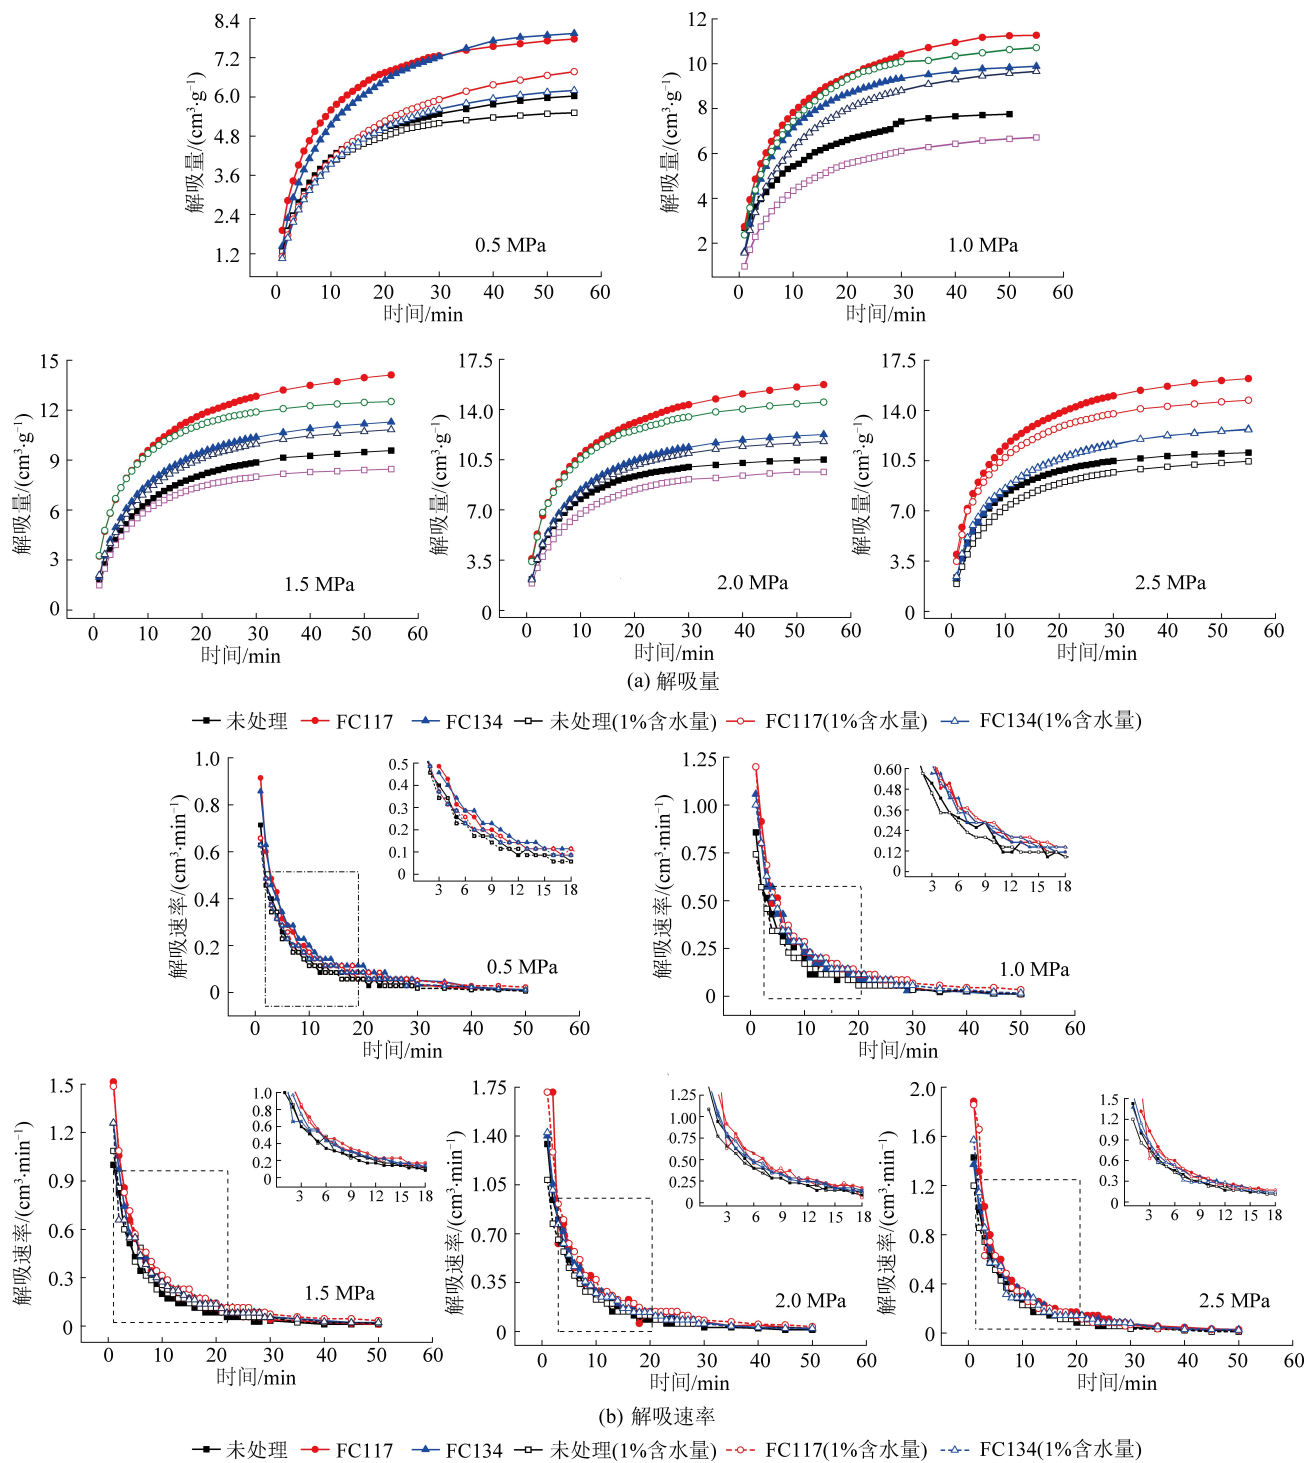 8.4
7.2
6.0
4.8
3.6
2.4
1.2
解吸量/(cm³·g⁻¹)
0.5 MPa
0 10 20 30 40 50 60
时间/min
12
10
8
6
4
2
解吸量/(cm³·g⁻¹)
1.0 MPa
0 10 20 30 40 50 60
时间/min
15
12
9
6
3
0
解吸量/(cm³·g⁻¹)
1.5 MPa
0 10 20 30 40 50 60
时间/min
17.5
14.0
10.5
7.0
3.5
0
解吸量/(cm³·g⁻¹)
2.0 MPa
0 10 20 30 40 50 60
时间/min
17.5
14.0
10.5
7.0
3.5
0
解吸量/(cm³·g⁻¹)
2.5 MPa
0 10 20 30 40 50 60
时间/min
(a) 解吸量
未处理 FC117 FC134 未处理(1%含水量) FC117(1%含水量) FC134(1%含水量)
1.0
0.8
0.6
0.4
0.2
0
解吸速率/(cm³·min⁻¹)
0.5
0.4
0.3
0.2
0.1
0
3 6 9 12 15 18
0.5 MPa
0 10 20 30 40 50 60
时间/min
1.25
1.00
0.75
0.50
0.25
0
解吸速率/(cm³·min⁻¹)
0.60
0.48
0.36
0.24
0.12
0
3 6 9 12 15 18
1.0 MPa
0 10 20 30 40 50 60
时间/min
1.5
1.2
0.9
0.6
0.3
0
解吸速率/(cm³·min⁻¹)
1.0
0.8
0.6
0.4
0.2
0
3 6 9 12 15 18
1.5 MPa
0 10 20 30 40 50 60
时间/min
1.75
1.40
1.05
0.70
0.35
0
解吸速率/(cm³·min⁻¹)
1.25
1.00
0.75
0.50
0.25
0
3 6 9 12 15 18
2.0 MPa
0 10 20 30 40 50 60
时间/min
2.0
1.6
1.2
0.8
0.4
0
解吸速率/(cm³·min⁻¹)
1.5
1.2
0.9
0.6
0.3
0
3 6 9 12 15 18
2.5 MPa
0 10 20 30 40 50 60
时间/min
(b) 解吸速率
未处理 FC117 FC134 未处理(1%含水量) FC117(1%含水量) FC134(1%含水量)